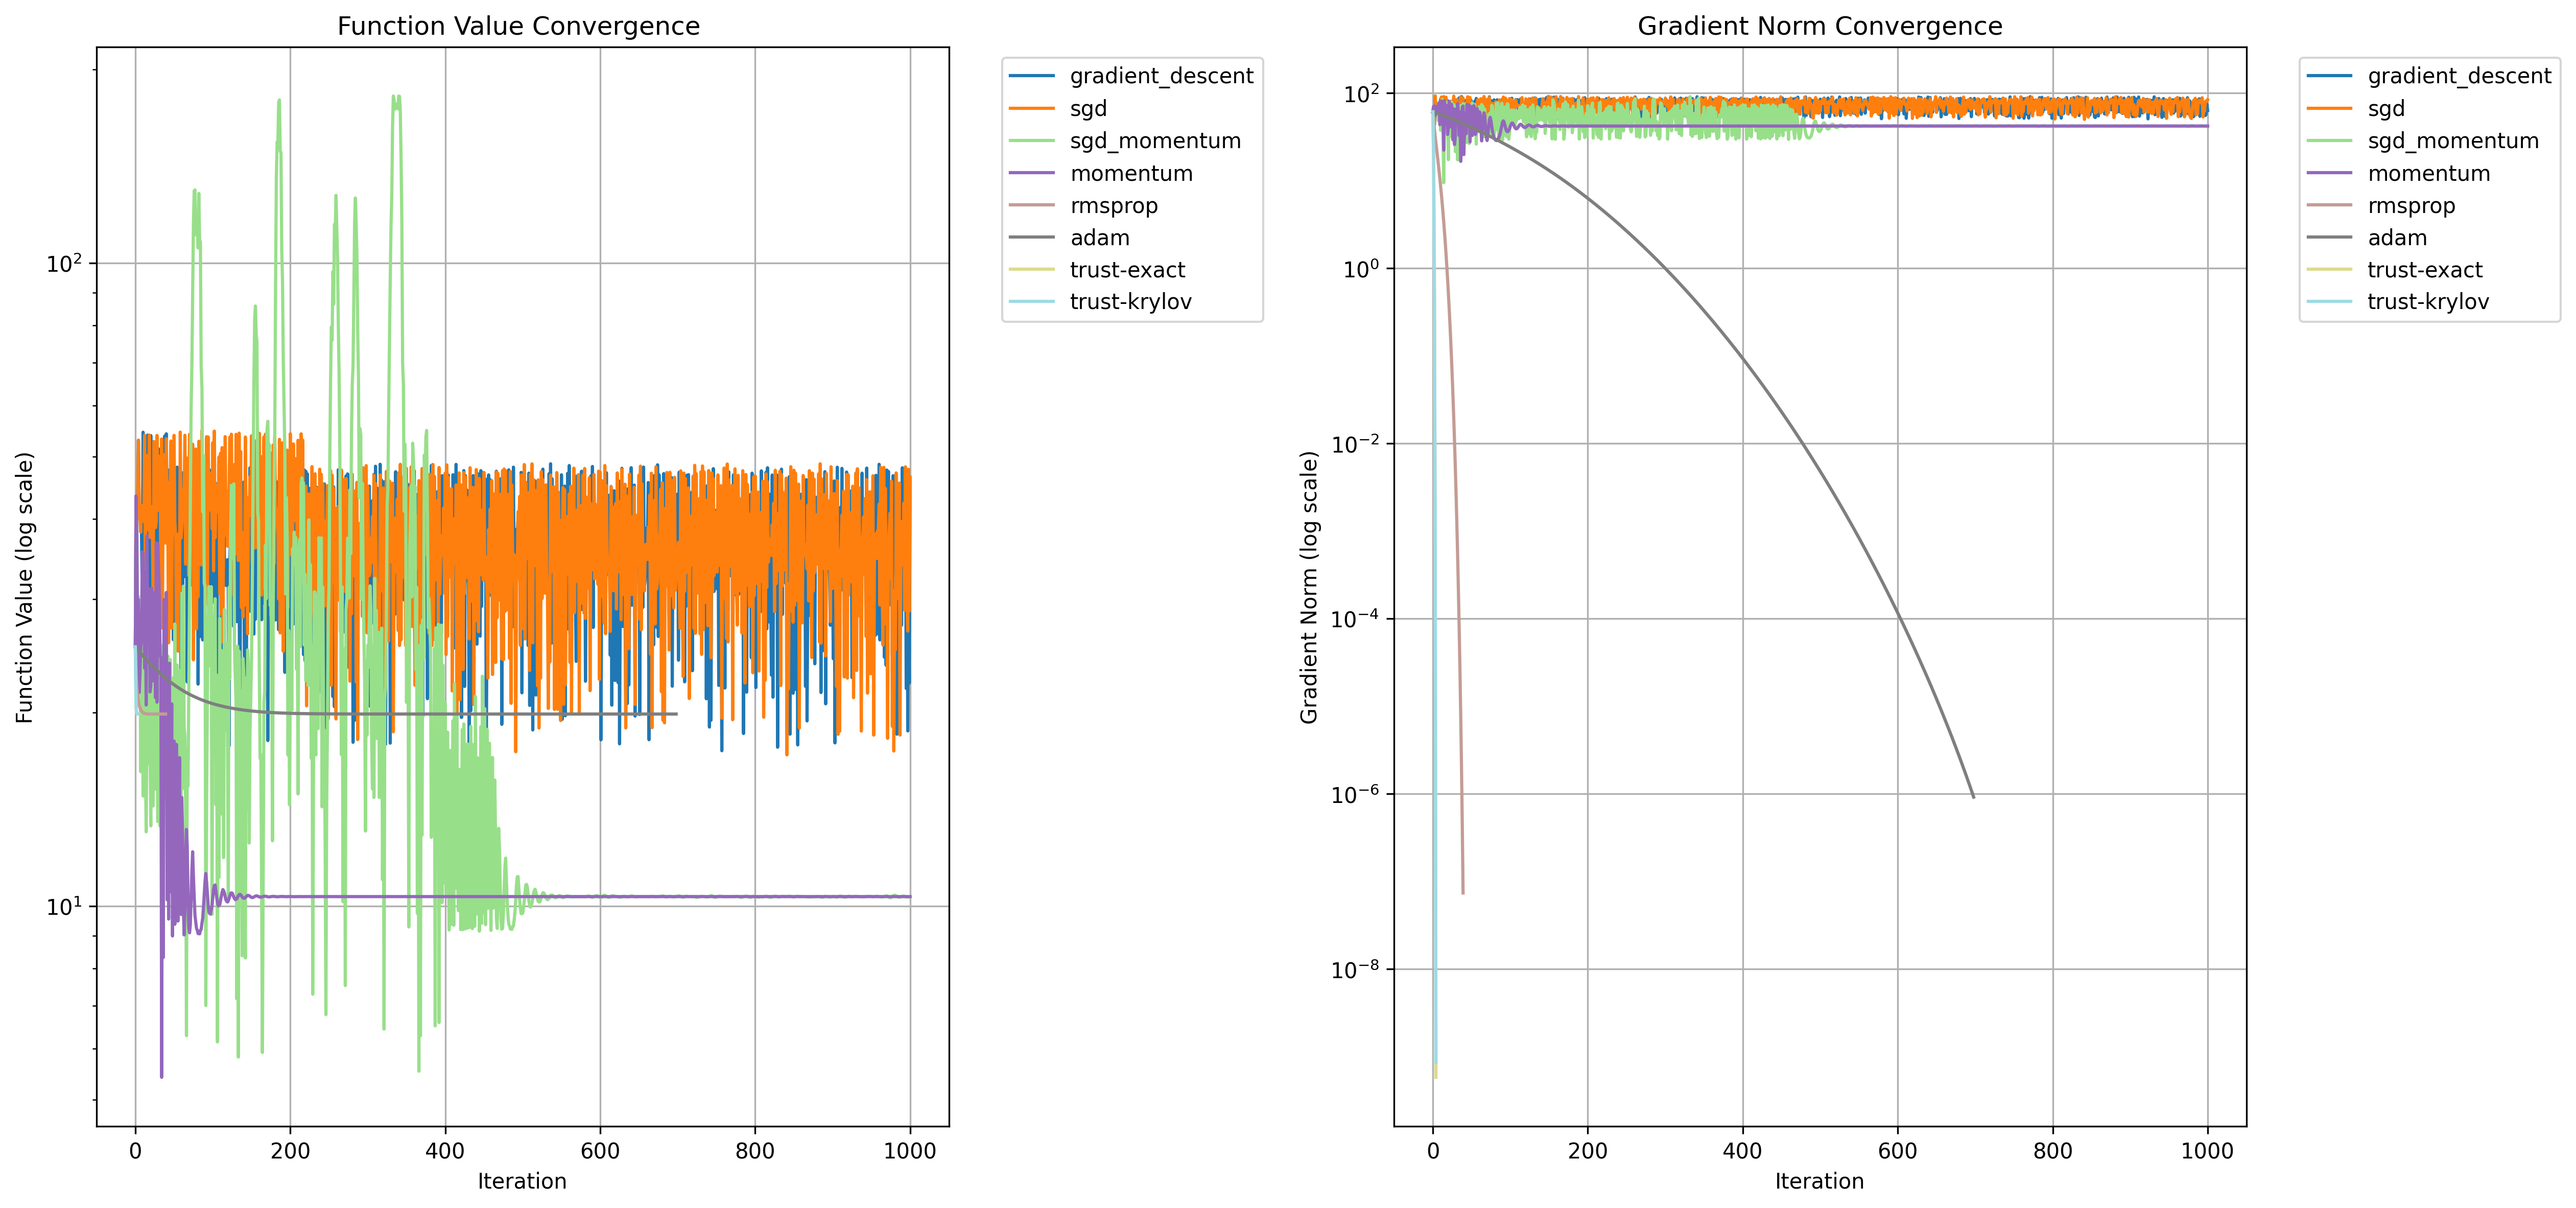 Function Value Convergence
Function Value (log scale)
10²
10¹
0 200 400 600 800 1000
Iteration
gradient_descent
sgd
sgd_momentum
momentum
rmsprop
adam
trust-exact
trust-krylov
Gradient Norm Convergence
Gradient Norm (log scale)
10²
10⁰
10⁻²
10⁻⁴
10⁻⁶
10⁻⁸
0 200 400 600 800 1000
Iteration
gradient_descent
sgd
sgd_momentum
momentum
rmsprop
adam
trust-exact
trust-krylov